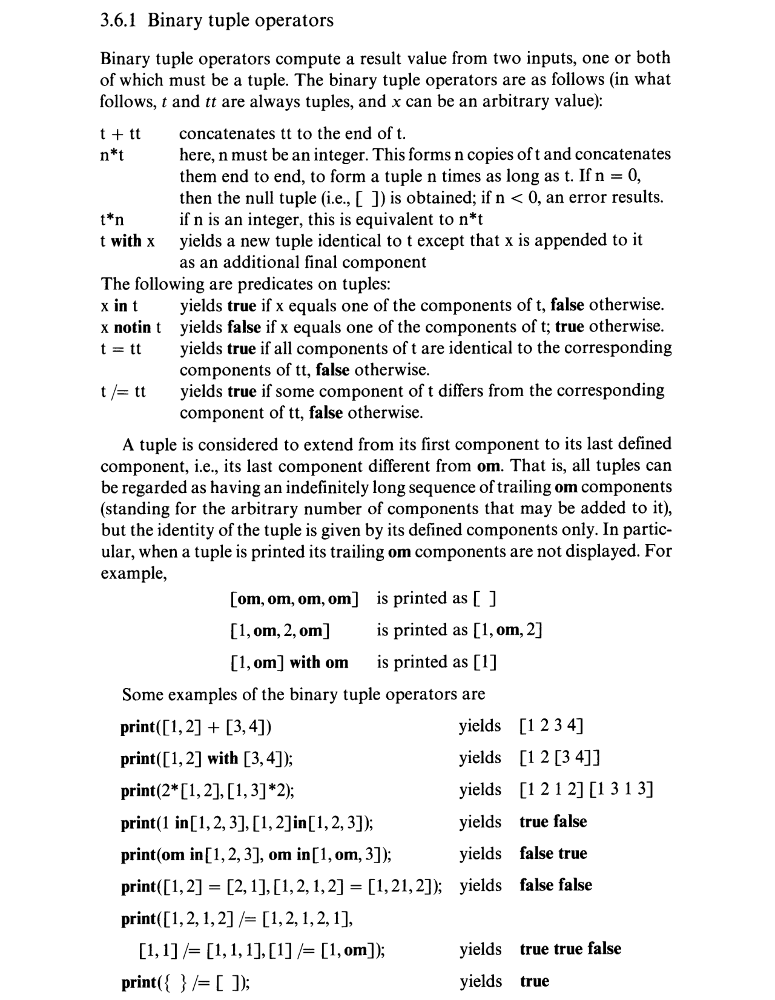 3.6.1 Binary tuple operators
Binary tuple operators compute a result value from two inputs, one or both
of which must be a tuple. The binary tuple operators are as follows (in what
follows, t and tt are always tuples, and x can be an arbitrary value):
t + tt concatenates tt to the end of t.
n*t here, n must be an integer. This forms n copies of t and concatenates
them end to end, to form a tuple n times as long as t. If n = 0,
then the null tuple (i.e., [ ]) is obtained; if n < 0, an error results.
t*n if n is an integer, this is equivalent to n*t
t with x yields a new tuple identical to t except that x is appended to it
as an additional final component
The following are predicates on tuples:
x in t yields true if x equals one of the components of t, false otherwise.
x notin t yields false if x equals one of the components of t; true otherwise.
t = tt yields true if all components of t are identical to the corresponding
components of tt, false otherwise.
t /= tt yields true if some component of t differs from the corresponding
component of tt, false otherwise.
A tuple is considered to extend from its first component to its last defined
component, i.e., its last component different from om. That is, all tuples can
be regarded as having an indefinitely long sequence of trailing om components
(standing for the arbitrary number of components that may be added to it),
but the identity of the tuple is given by its defined components only. In partic-
ular, when a tuple is printed its trailing om components are not displayed. For
example,
[om, om, om, om] is printed as [ ]
[1, om, 2, om] is printed as [1, om, 2]
[1, om] with om is printed as [1]
Some examples of the binary tuple operators are
print([1, 2] + [3, 4]) yields [1 2 3 4]
print([1, 2] with [3, 4]); yields [1 2 [3 4]]
print(2*[1, 2], [1, 3]*2); yields [1 2 1 2] [1 3 1 3]
print(1 in[1, 2, 3], [1, 2]in[1, 2, 3]); yields true false
print(om in[1, 2, 3], om in[1, om, 3]); yields false true
print([1, 2] = [2, 1], [1, 2, 1, 2] = [1, 21, 2]); yields false false
print([1, 2, 1, 2] /= [1, 2, 1, 2, 1],
[1, 1] /= [1, 1, 1], [1] /= [1, om]); yields true true false
print({ } /= [ ]); yields true